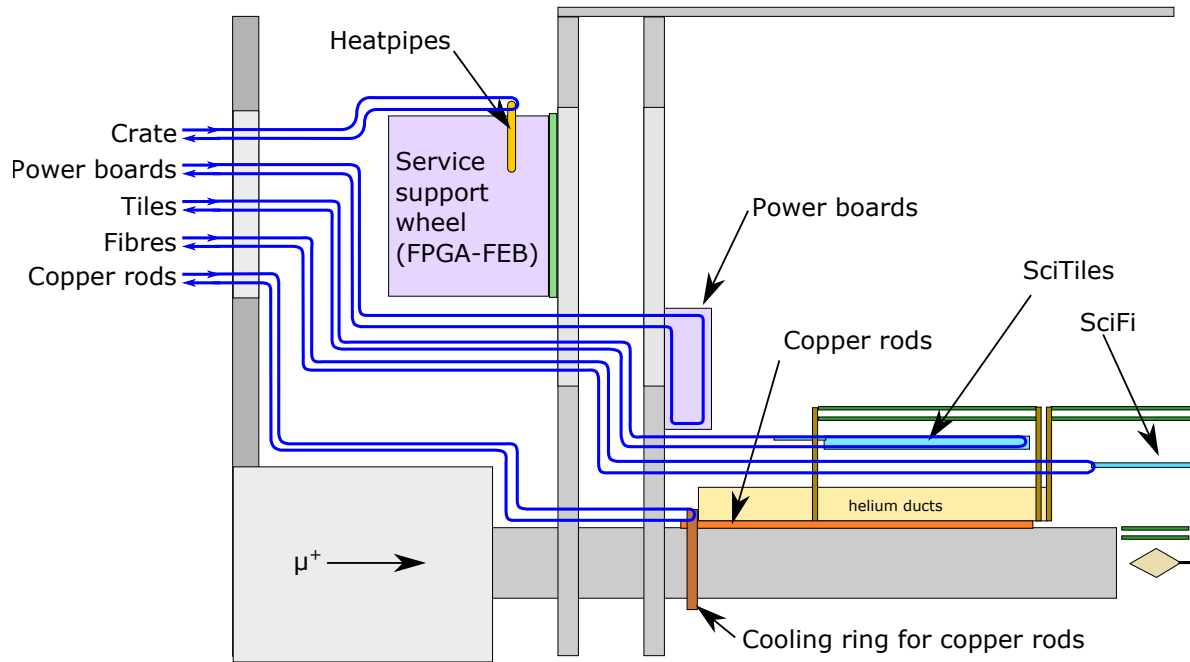 Heatpipes
Crate
Power boards
Tiles
Fibres
Copper rods
Service
support
wheel
(FPGA-FEB)
Power boards
SciTiles
SciFi
Copper rods
helium ducts
μ⁺
Cooling ring for copper rods